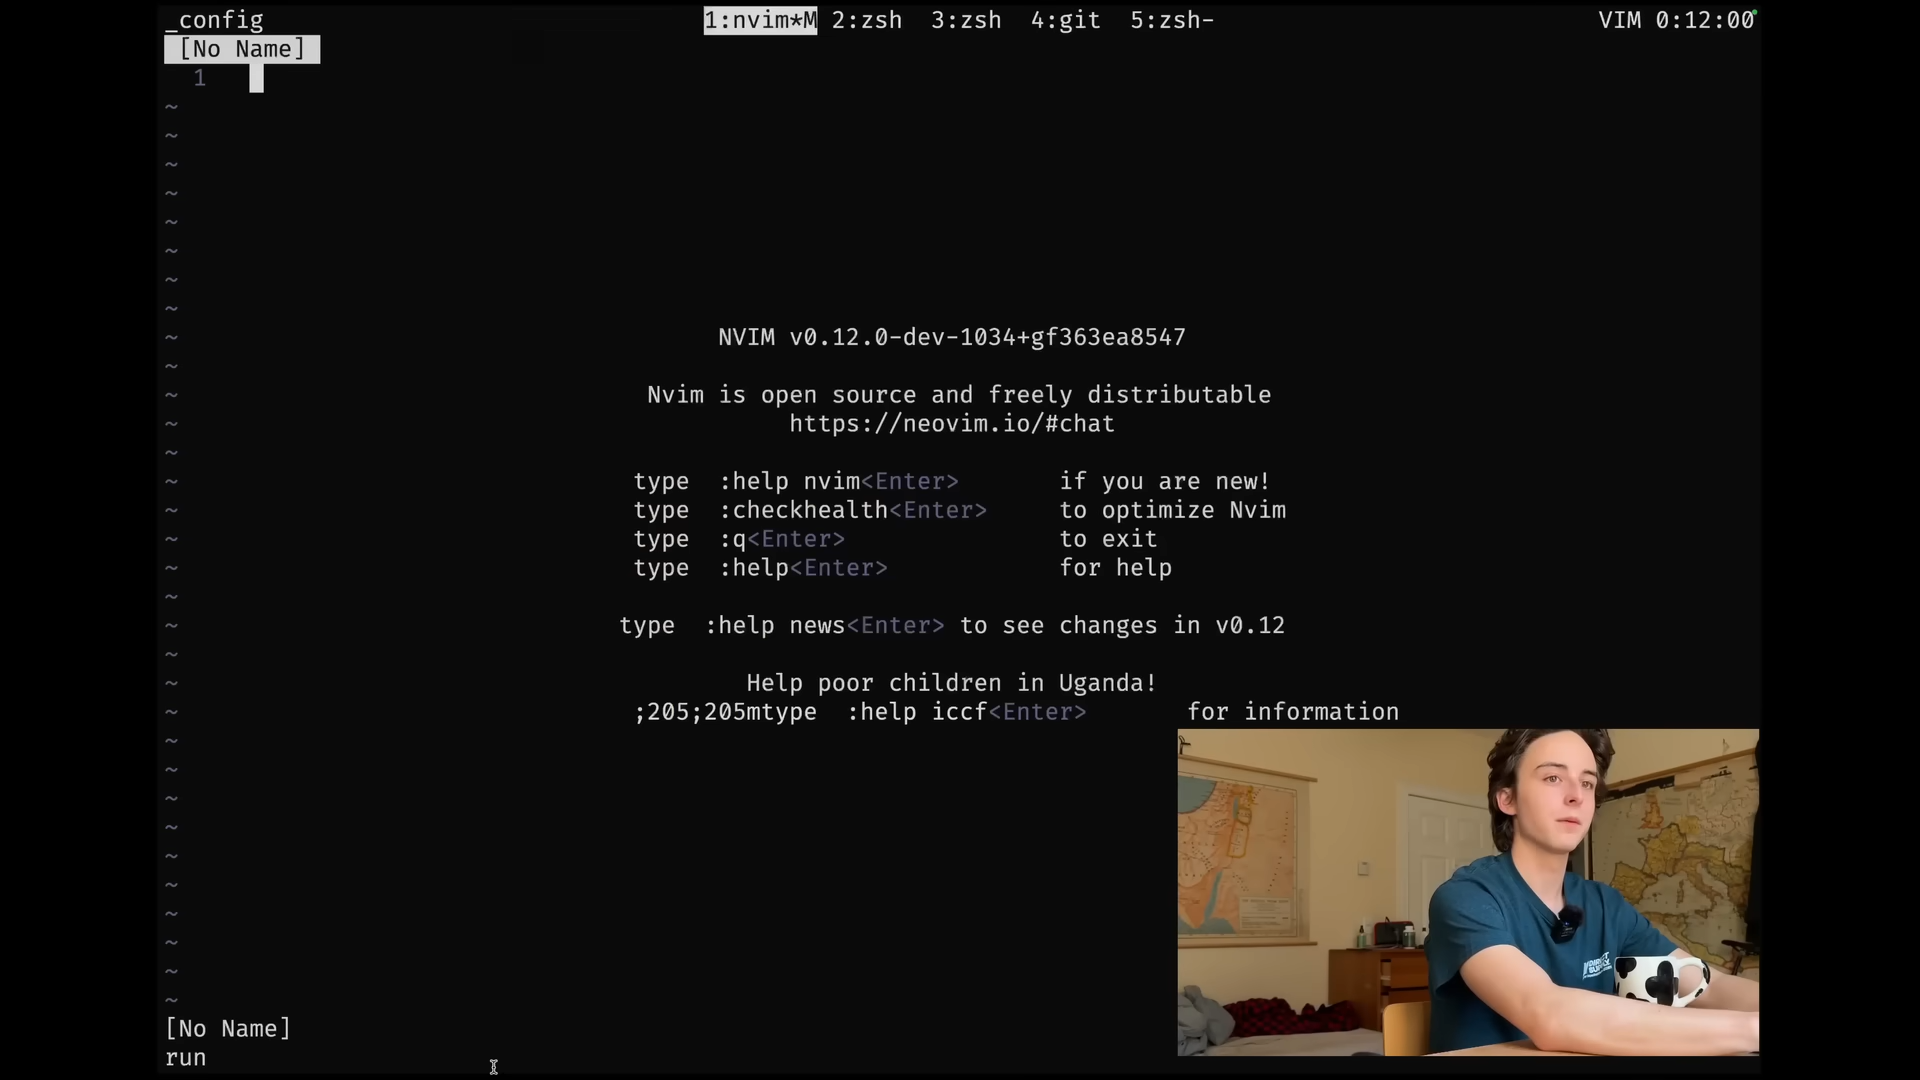 _config 1:nvim*M 2:zsh 3:zsh 4:git 5:zsh- VIM 0:12:00
[No Name]
1
~
~
~
~
~
~
~
~
NVIM v0.12.0-dev-1034+gf363ea8547
~
~
Nvim is open source and freely distributable
~
https://neovim.io/#chat
~
~
type :help nvim<Enter> if you are new!
~
type :checkhealth<Enter> to optimize Nvim
~
type :q<Enter> to exit
~
type :help<Enter> for help
~
~
type :help news<Enter> to see changes in v0.12
~
~
Help poor children in Uganda!
~
;205;205mtype :help iccf<Enter> for information
~
~
~
~
~
~
~
~
~
~
[No Name]
run